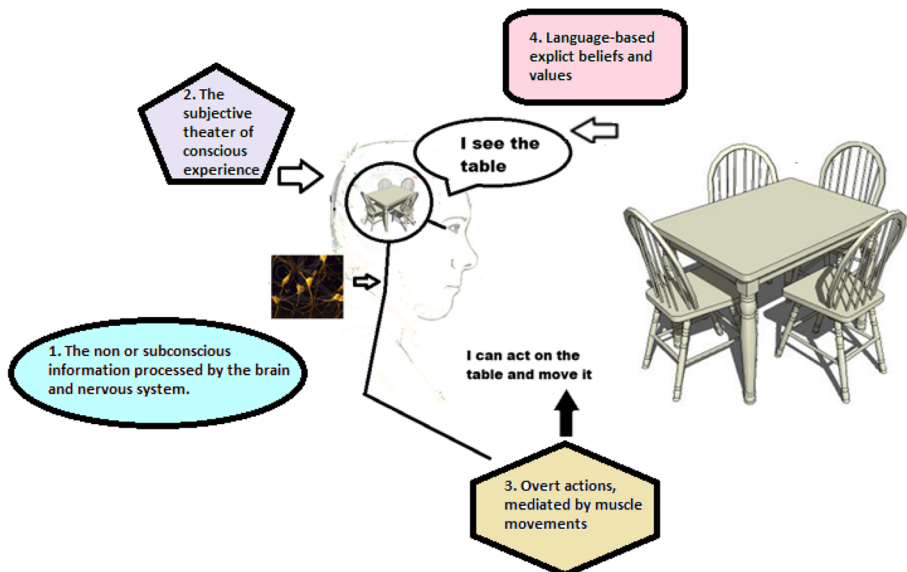 4. Language-based
explict beliefs and
values
2. The
subjective
theater of
conscious
experience
I see the
table
1. The non or subconscious
information processed by the brain
and nervous system.
I can act on the
table and move it
3. Overt actions,
mediated by muscle
movements